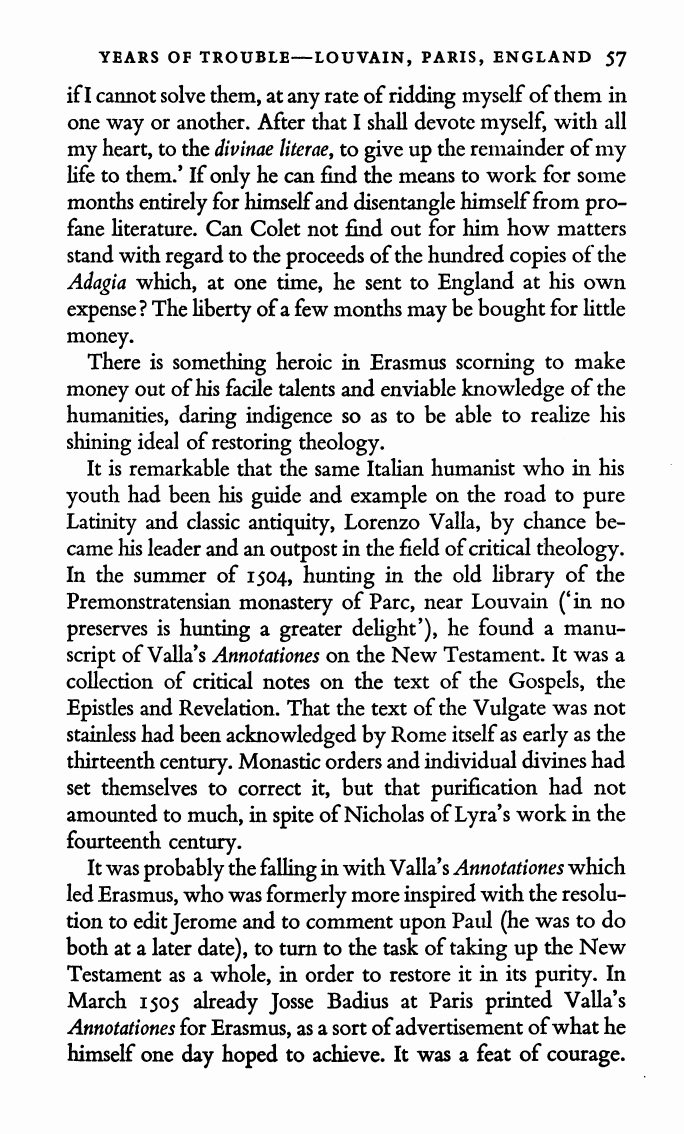 YEARS OF TROUBLE—LOUVAIN, PARIS, ENGLAND 57
if I cannot solve them, at any rate of ridding myself of them in
one way or another. After that I shall devote myself, with all
my heart, to the divinae literae, to give up the remainder of my
life to them.’ If only he can find the means to work for some
months entirely for himself and disentangle himself from pro-
fane literature. Can Colet not find out for him how matters
stand with regard to the proceeds of the hundred copies of the
Adagia which, at one time, he sent to England at his own
expense? The liberty of a few months may be bought for little
money.
There is something heroic in Erasmus scorning to make
money out of his facile talents and enviable knowledge of the
humanities, daring indigence so as to be able to realize his
shining ideal of restoring theology.
It is remarkable that the same Italian humanist who in his
youth had been his guide and example on the road to pure
Latinity and classic antiquity, Lorenzo Valla, by chance be-
came his leader and an outpost in the field of critical theology.
In the summer of 1504, hunting in the old library of the
Premonstratensian monastery of Parc, near Louvain (‘in no
preserves is hunting a greater delight’), he found a manu-
script of Valla’s Annotationes on the New Testament. It was a
collection of critical notes on the text of the Gospels, the
Epistles and Revelation. That the text of the Vulgate was not
stainless had been acknowledged by Rome itself as early as the
thirteenth century. Monastic orders and individual divines had
set themselves to correct it, but that purification had not
amounted to much, in spite of Nicholas of Lyra’s work in the
fourteenth century.
It was probably the falling in with Valla’s Annotationes which
led Erasmus, who was formerly more inspired with the resolu-
tion to edit Jerome and to comment upon Paul (he was to do
both at a later date), to turn to the task of taking up the New
Testament as a whole, in order to restore it in its purity. In
March 1505 already Josse Badius at Paris printed Valla’s
Annotationes for Erasmus, as a sort of advertisement of what he
himself one day hoped to achieve. It was a feat of courage.